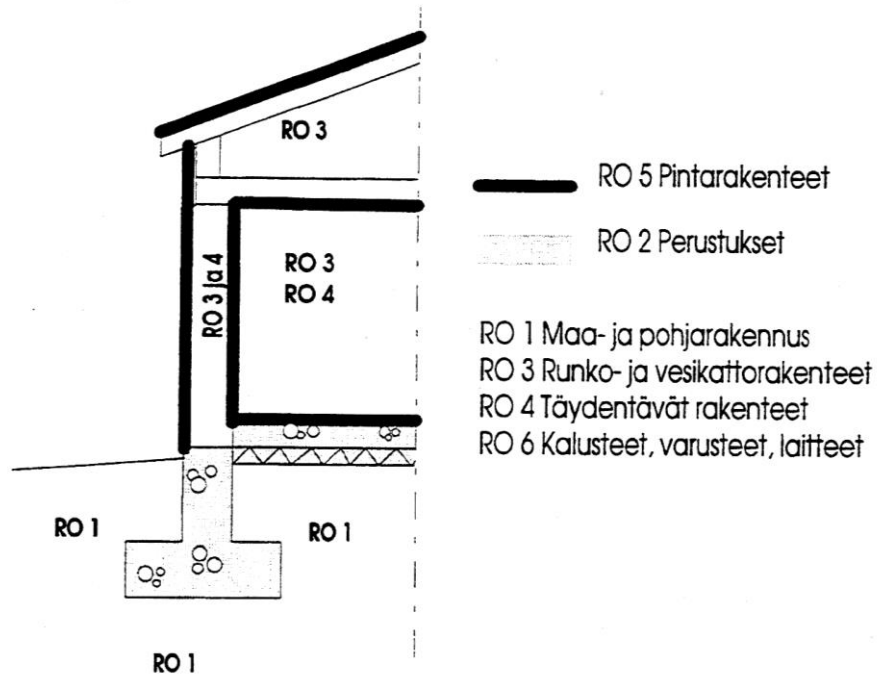 RO 3
RO 5 Pintarakenteet
RO 2 Perustukset
RO 3 ja 4
RO 3
RO 4
RO 1 Maa- ja pohjarakennus
RO 3 Runko- ja vesikattorakenteet
RO 4 Täydentävät rakenteet
RO 6 Kalusteet, varusteet, laitteet
RO 1
RO 1
RO 1